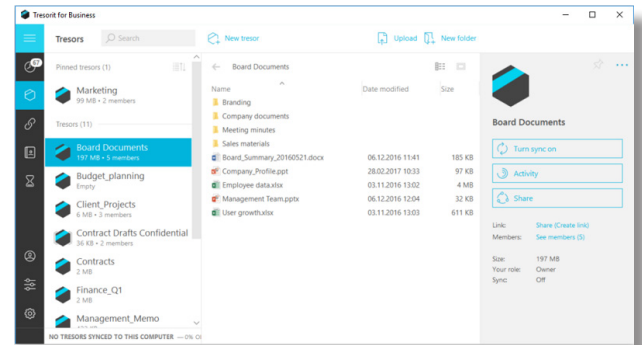 Tresorit for Business
Tresors
Search
New tresor
Upload
New folder
67
Pinned tresors (1)
Marketing
99 MB • 2 members
Tresors (11)
Board Documents
197 MB • 5 members
Budget_planning
Empty
Client_Projects
6 MB • 3 members
Contract Drafts Confidential
36 KB • 2 members
Contracts
2 MB
Finance_Q1
2 MB
Management_Memo
NO TRESORS SYNCED TO THIS COMPUTER — 0%
Board Documents
Name Date modified Size
Branding
Company documents
Meeting minutes
Sales materials
Board_Summary_20160521.docx 06.12.2016 11:41 185 KB
Company_Profile.ppt 28.02.2017 10:33 97 KB
Employee data.xlsx 03.11.2016 13:02 4 MB
Management Team.pptx 06.12.2016 12:04 32 KB
User growth.xlsx 03.11.2016 13:03 611 KB
Board Documents
Turn sync on
Activity
Share
Link: Share (Create link)
Members: See members (5)
Size: 197 MB
Your role: Owner
Sync: Off